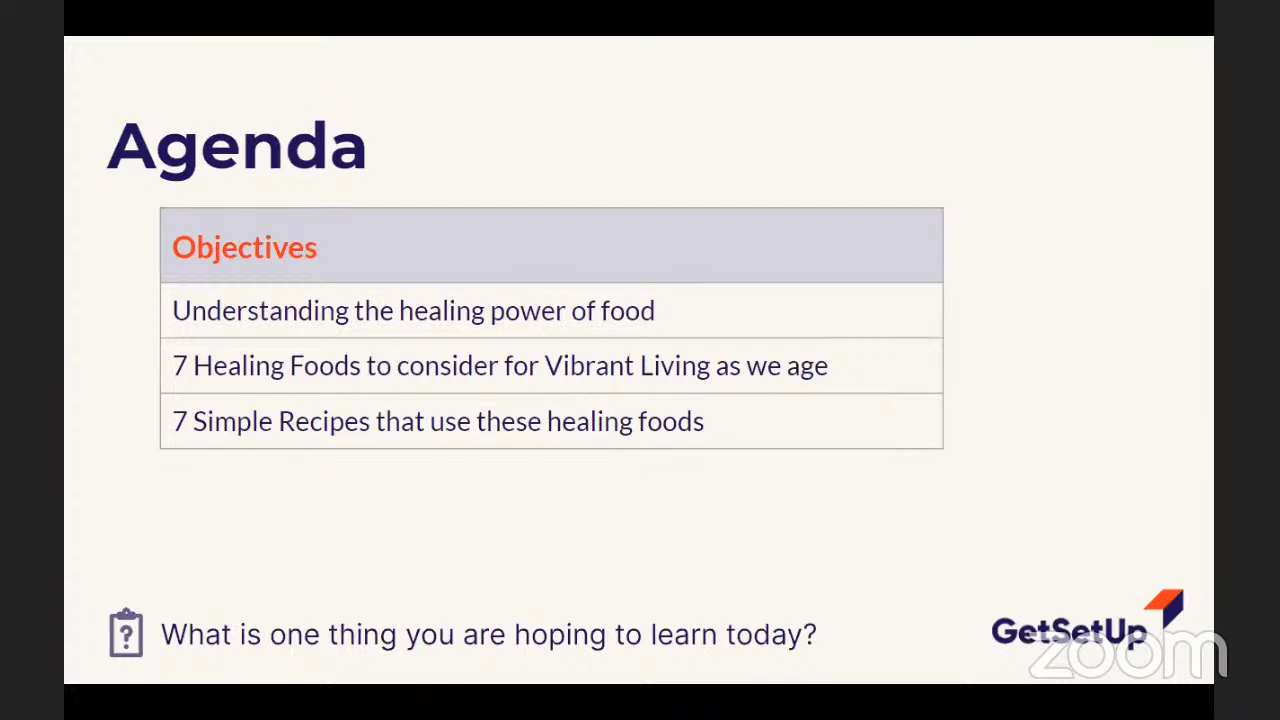 Agenda
Objectives
Understanding the healing power of food
7 Healing Foods to consider for Vibrant Living as we age
7 Simple Recipes that use these healing foods
? What is one thing you are hoping to learn today?
GetSetUp
zoom